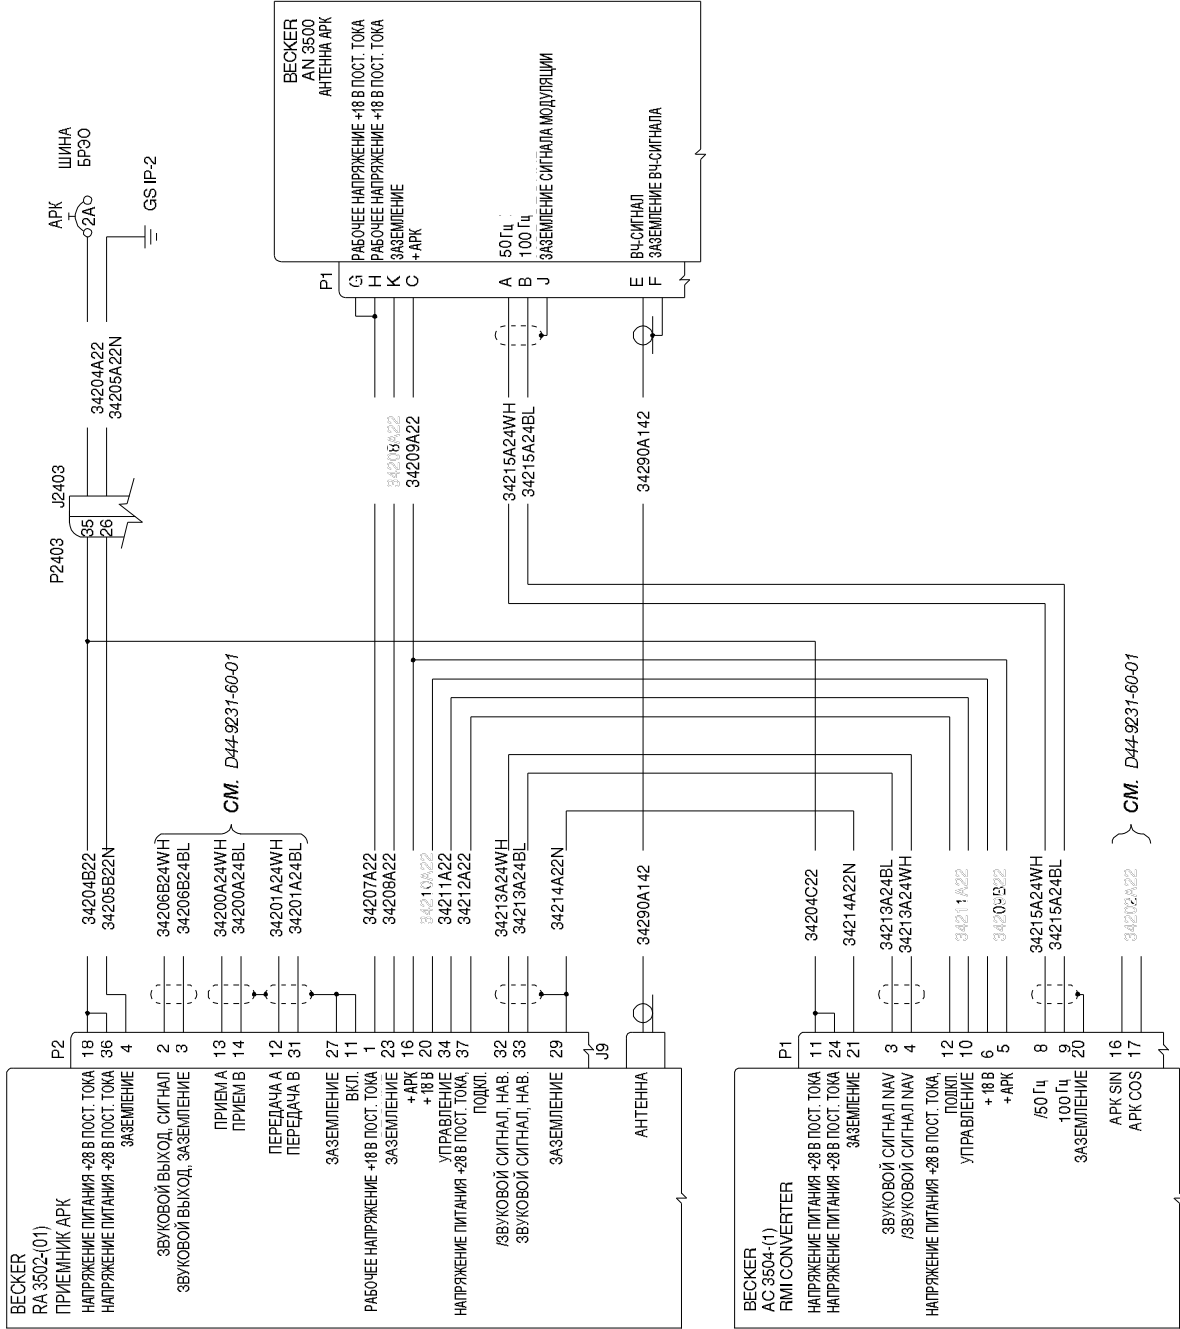 BECKER
AN 3500
АНТЕННА АРК
P1
G РАБОЧЕЕ НАПРЯЖЕНИЕ +18 В ПОСТ. ТОКА
H РАБОЧЕЕ НАПРЯЖЕНИЕ +18 В ПОСТ. ТОКА
K ЗАЗЕМЛЕНИЕ
C + АРК
A 50 Гц
B 100 Гц
J ЗАЗЕМЛЕНИЕ СИГНАЛА МОДУЛЯЦИИ
E ВЧ-СИГНАЛ
F ЗАЗЕМЛЕНИЕ ВЧ-СИГНАЛА
АРК
2A
ШИНА
БРЭО
GS IP-2
34204A22
34205A22N
J2403
P2403
35
26
34208A22
34209A22
34215A24WH
34215A24BL
34290A142
34204B22
34205B22N
34206B24WH
34206B24BL
34200A24WH
34200A24BL
34201A24WH
34201A24BL
СМ. D44-9231-60-01
34207A22
34208A22
34210A22
34211A22
34212A22
34213A24WH
34213A24BL
34214A22N
34290A142
BECKER
RA 3502-(01)
ПРИЕМНИК АРК
P2
НАПРЯЖЕНИЕ ПИТАНИЯ +28 В ПОСТ. ТОКА 18
НАПРЯЖЕНИЕ ПИТАНИЯ +28 В ПОСТ. ТОКА 36
ЗАЗЕМЛЕНИЕ 4
ЗВУКОВОЙ ВЫХОД, СИГНАЛ 2
ЗВУКОВОЙ ВЫХОД, ЗАЗЕМЛЕНИЕ 3
ПРИЕМ А 13
ПРИЕМ В 14
ПЕРЕДАЧА А 12
ПЕРЕДАЧА В 31
ЗАЗЕМЛЕНИЕ 27
ВКЛ. 11
РАБОЧЕЕ НАПРЯЖЕНИЕ +18 В ПОСТ. ТОКА 1
ЗАЗЕМЛЕНИЕ 23
+ АРК 16
+ 18 В 20
УПРАВЛЕНИЕ 34
НАПРЯЖЕНИЕ ПИТАНИЯ +28 В ПОСТ. ТОКА, 37
ПОДКЛ.
/ЗВУКОВОЙ СИГНАЛ, НАВ. 32
ЗВУКОВОЙ СИГНАЛ, НАВ. 33
ЗАЗЕМЛЕНИЕ 29
J9
АНТЕННА
34204C22
34214A22N
34213A24BL
34213A24WH
34211A22
34209B22
34215A24WH
34215A24BL
34202A22
СМ. D44-9231-60-01
BECKER
AC 3504-(1)
RMI CONVERTER
P1
НАПРЯЖЕНИЕ ПИТАНИЯ +28 В ПОСТ. ТОКА 11
НАПРЯЖЕНИЕ ПИТАНИЯ +28 В ПОСТ. ТОКА 24
ЗАЗЕМЛЕНИЕ 21
ЗВУКОВОЙ СИГНАЛ NAV 3
/ЗВУКОВОЙ СИГНАЛ NAV 4
НАПРЯЖЕНИЕ ПИТАНИЯ +28 В ПОСТ. ТОКА,
ПОДКЛ. 12
УПРАВЛЕНИЕ 10
+ 18 В 6
+ АРК 5
/50 Гц 8
100 Гц 9
ЗАЗЕМЛЕНИЕ 20
АРК SIN 16
АРК COS 17